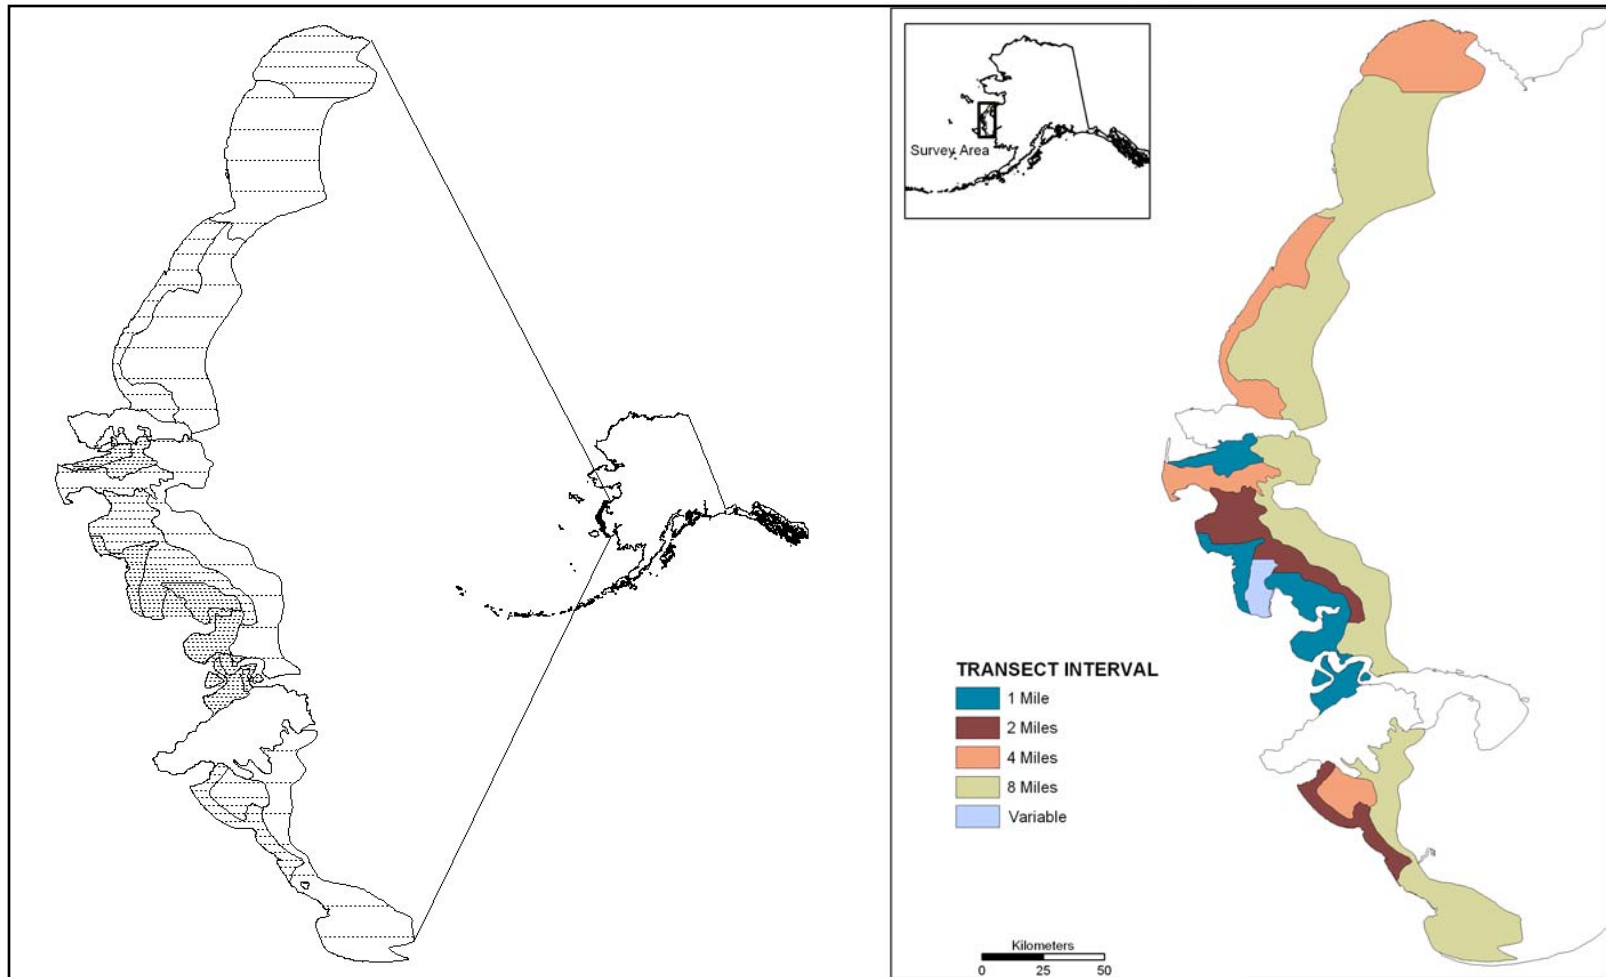 Survey Area
TRANSECT INTERVAL
1 Mile
2 Miles
4 Miles
8 Miles
Variable
Kilometers
0 25 50